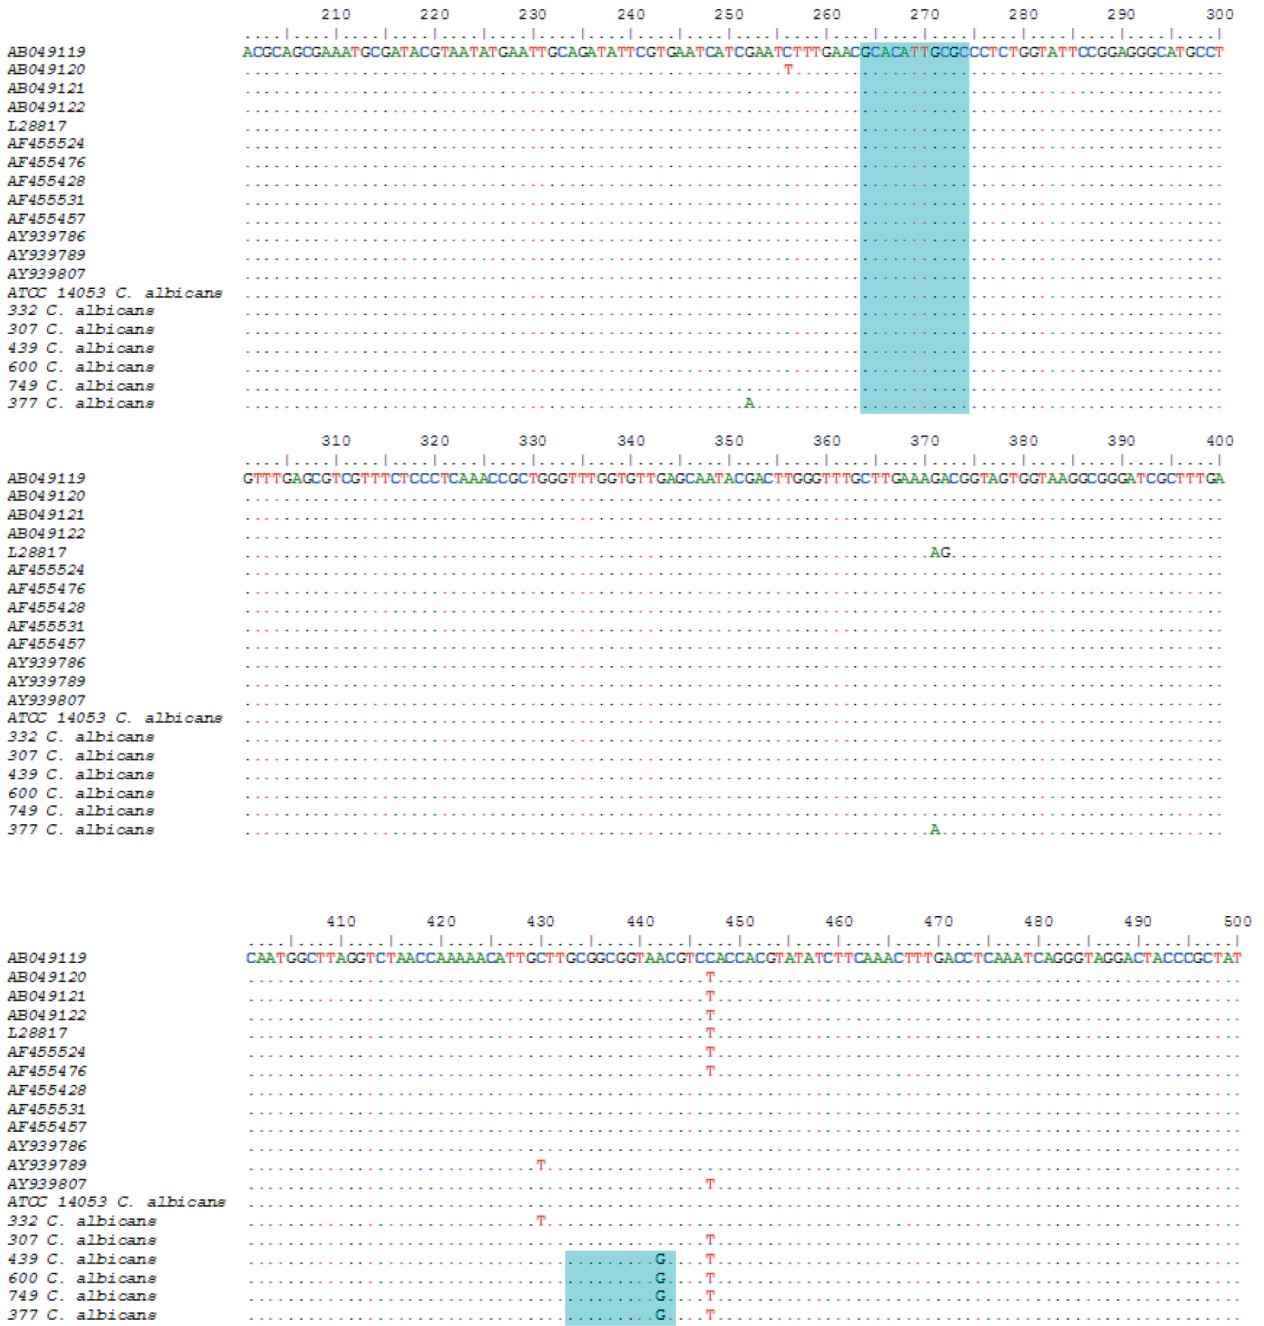 210 220 230 240 250 260 270 280 290 300
AB049119 ACGCAGCGAAATGCGATACGTAATATGAATTGCAGATATTCGTGAATCATCGAATCTTTGAACGCACATTGCGCCCTCTGGTATTCCGGAGGGCATGCCT
AB049120 T
AB049121
AB049122
L28817
AF455524
AF455476
AF455428
AF455531
AF455457
AY939786
AY939789
AY939807
ATCC 14053 C. albicans
332 C. albicans
307 C. albicans
439 C. albicans
600 C. albicans
749 C. albicans
377 C. albicans A
310 320 330 340 350 360 370 380 390 400
AB049119 GTTTGAGCGTCGTTTCTCCCTCAAACCGCTGGGTTTGGTGTTGAGCAATACGACTTGGGTTTGCTTGAAAGACGGTAGTGGTAAGGCGGGATCGCTTTGA
AB049120
AB049121
AB049122
L28817 AG
AF455524
AF455476
AF455428
AF455531
AF455457
AY939786
AY939789
AY939807
ATCC 14053 C. albicans
332 C. albicans
307 C. albicans
439 C. albicans
600 C. albicans
749 C. albicans
377 C. albicans A
410 420 430 440 450 460 470 480 490 500
AB049119 CAATGGCTTAGGTCTAACCAAAAACATTGCTTGCGGCGGTAACGTCCACCACGTATATCTTCAAACTTTGACCTCAAATCAGGGTAGGACTACCCGCTAT
AB049120 T
AB049121 T
AB049122 T
L28817 T
AF455524 T
AF455476 T
AF455428
AF455531
AF455457
AY939786
AY939789 T
AY939807 T
ATCC 14053 C. albicans
332 C. albicans T
307 C. albicans T
439 C. albicans G T
600 C. albicans G T
749 C. albicans G T
377 C. albicans G T